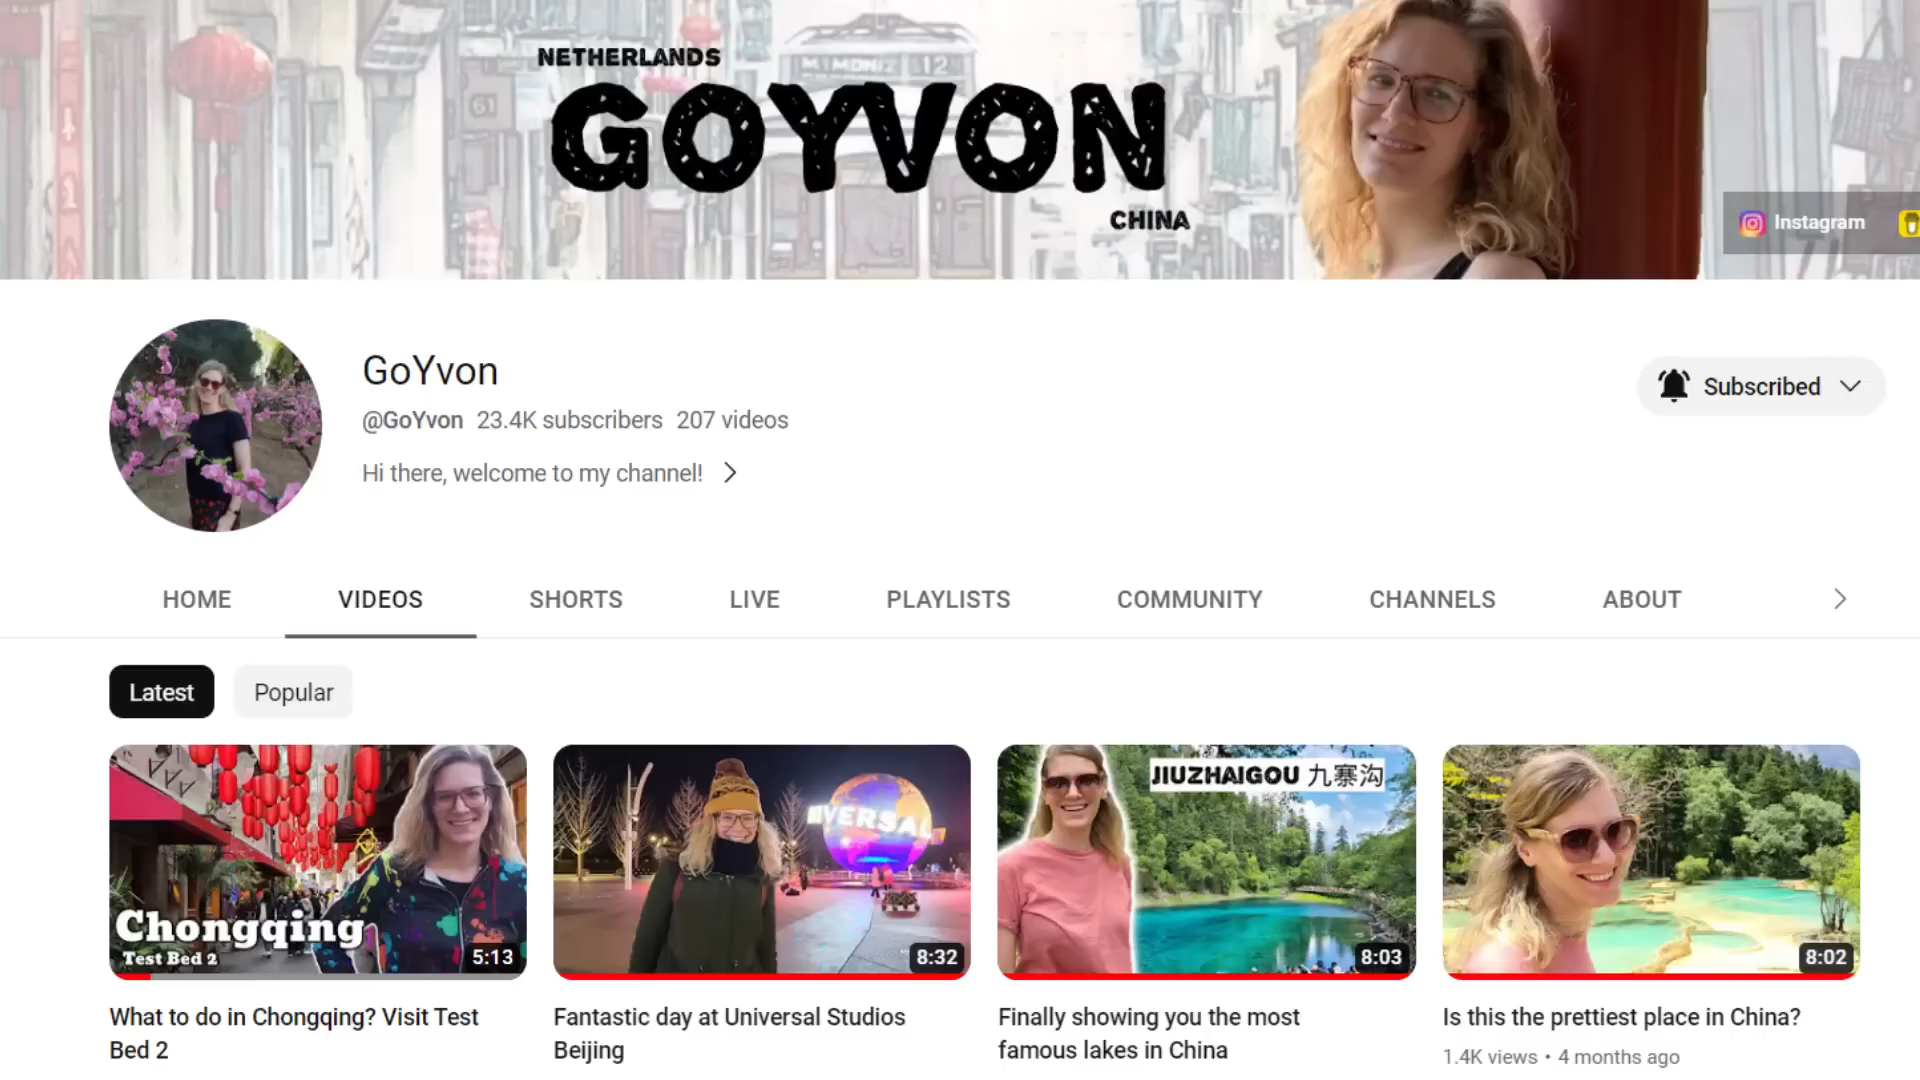 NETHERLANDS
MIMONIZ 12
61
GOYVON
CHINA
Instagram
GoYvon
@GoYvon 23.4K subscribers 207 videos
Hi there, welcome to my channel!
Subscribed
HOME VIDEOS SHORTS LIVE PLAYLISTS COMMUNITY CHANNELS ABOUT
Latest Popular
Chongqing
Test Bed 2
5:13
IVERSAL
8:32
JIUZHAIGOU 九寨沟
8:03
8:02
What to do in Chongqing? Visit Test
Bed 2
Fantastic day at Universal Studios
Beijing
Finally showing you the most
famous lakes in China
Is this the prettiest place in China?
1.4K views • 4 months ago